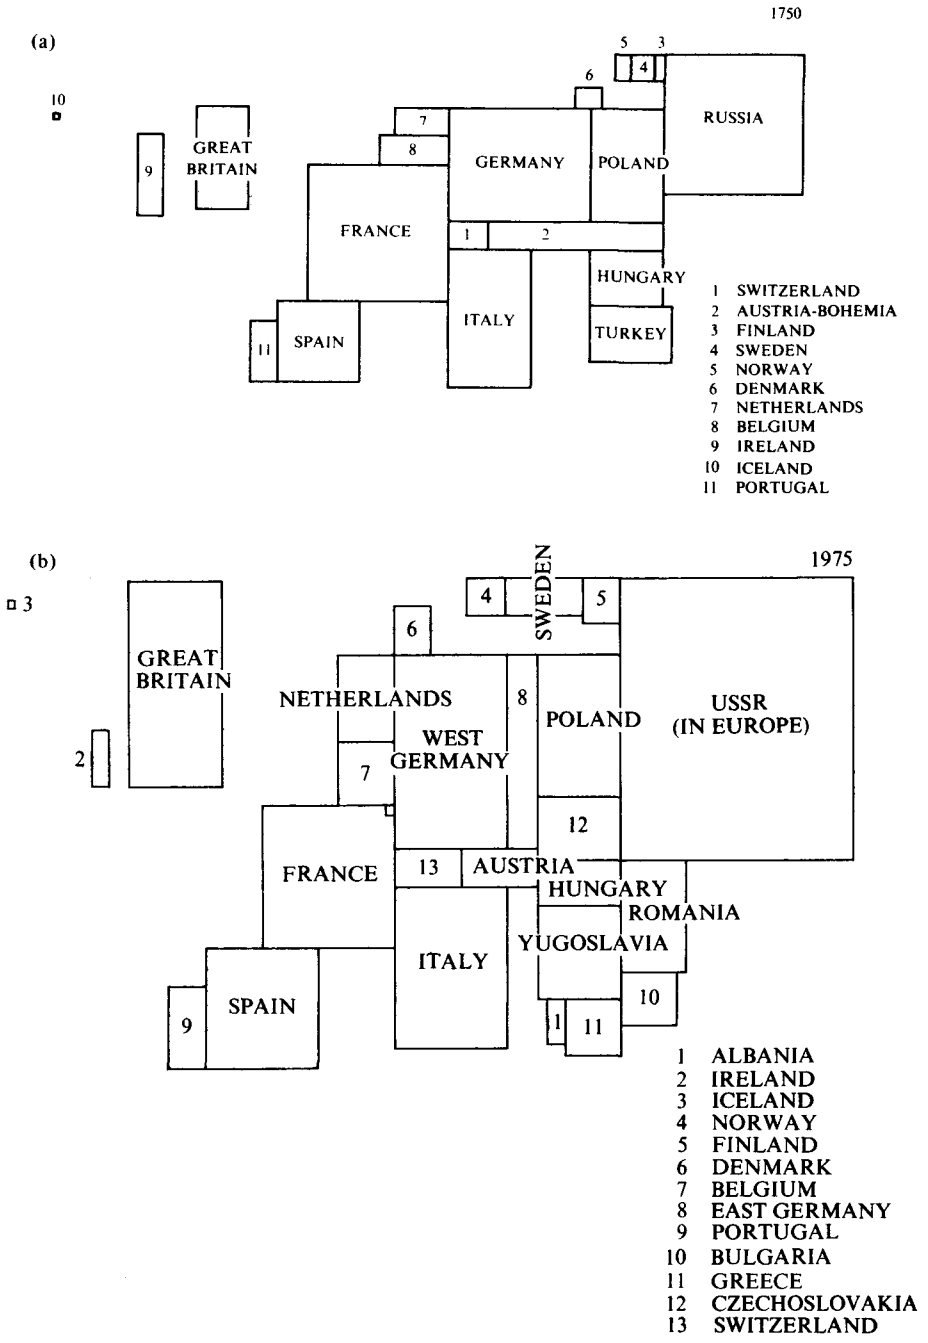 1750
(a)
5
3
4
6
10
RUSSIA
7
GREAT
BRITAIN
8
GERMANY
POLAND
9
FRANCE
1
2
HUNGARY
ITALY
TURKEY
11
SPAIN
1 SWITZERLAND
2 AUSTRIA-BOHEMIA
3 FINLAND
4 SWEDEN
5 NORWAY
6 DENMARK
7 NETHERLANDS
8 BELGIUM
9 IRELAND
10 ICELAND
11 PORTUGAL
(b)
1975
SWEDEN
3
4
5
6
GREAT
BRITAIN
NETHERLANDS
8
POLAND
USSR
(IN EUROPE)
WEST
GERMANY
2
7
12
FRANCE
13
AUSTRIA
HUNGARY
ROMANIA
YUGOSLAVIA
ITALY
SPAIN
10
9
1
11
1 ALBANIA
2 IRELAND
3 ICELAND
4 NORWAY
5 FINLAND
6 DENMARK
7 BELGIUM
8 EAST GERMANY
9 PORTUGAL
10 BULGARIA
11 GREECE
12 CZECHOSLOVAKIA
13 SWITZERLAND